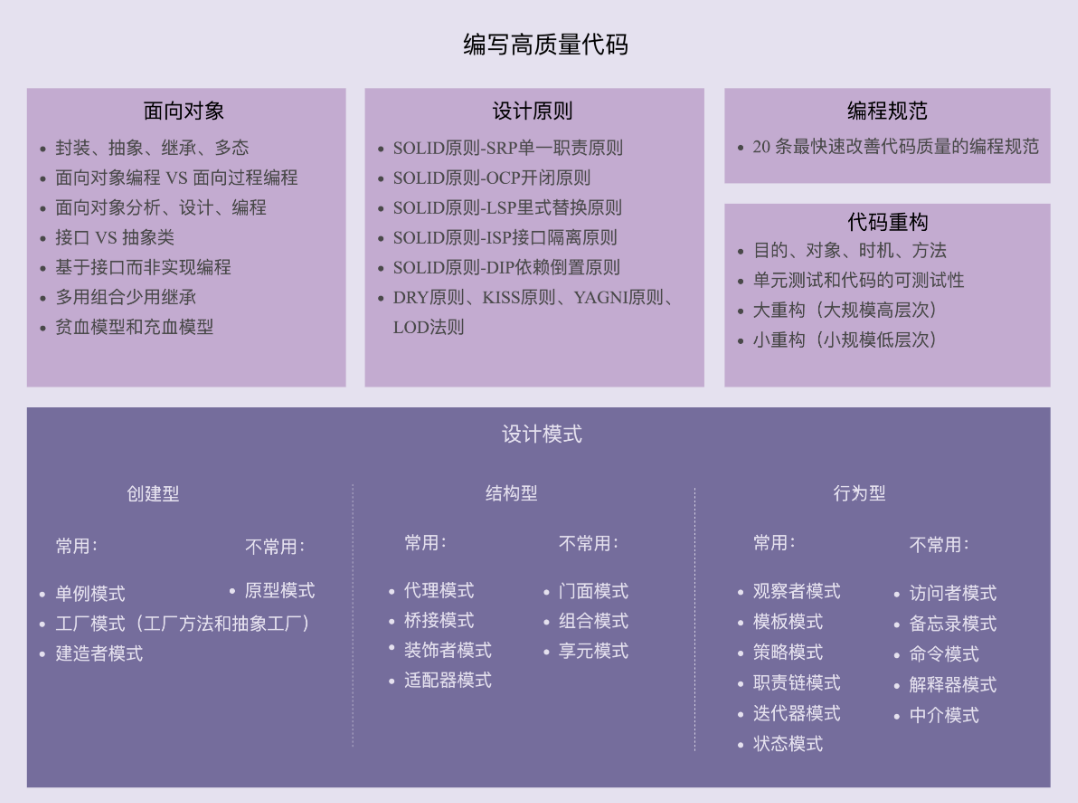 编写高质量代码
面向对象
• 封装、抽象、继承、多态
• 面向对象编程 VS 面向过程编程
• 面向对象分析、设计、编程
• 接口 VS 抽象类
• 基于接口而非实现编程
• 多用组合少用继承
• 贫血模型和充血模型
设计原则
• SOLID原则-SRP单一职责原则
• SOLID原则-OCP开闭原则
• SOLID原则-LSP里式替换原则
• SOLID原则-ISP接口隔离原则
• SOLID原则-DIP依赖倒置原则
• DRY原则、KISS原则、YAGNI原则、
LOD法则
编程规范
• 20 条最快速改善代码质量的编程规范
代码重构
• 目的、对象、时机、方法
• 单元测试和代码的可测试性
• 大重构（大规模高层次）
• 小重构（小规模低层次）
设计模式
创建型
常用：
• 单例模式
• 工厂模式（工厂方法和抽象工厂）
• 建造者模式
不常用：
• 原型模式
结构型
常用：
• 代理模式
• 桥接模式
• 装饰者模式
• 适配器模式
不常用：
• 门面模式
• 组合模式
• 享元模式
行为型
常用：
• 观察者模式
• 模板模式
• 策略模式
• 职责链模式
• 迭代器模式
• 状态模式
不常用：
• 访问者模式
• 备忘录模式
• 命令模式
• 解释器模式
• 中介模式